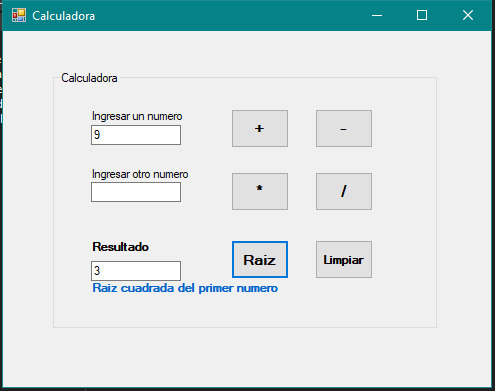 Calculadora
Calculadora
Ingresar un numero
9
+
-
Ingresar otro numero
*
/
Resultado
3
Raiz
Limpiar
Raiz cuadrada del primer numero